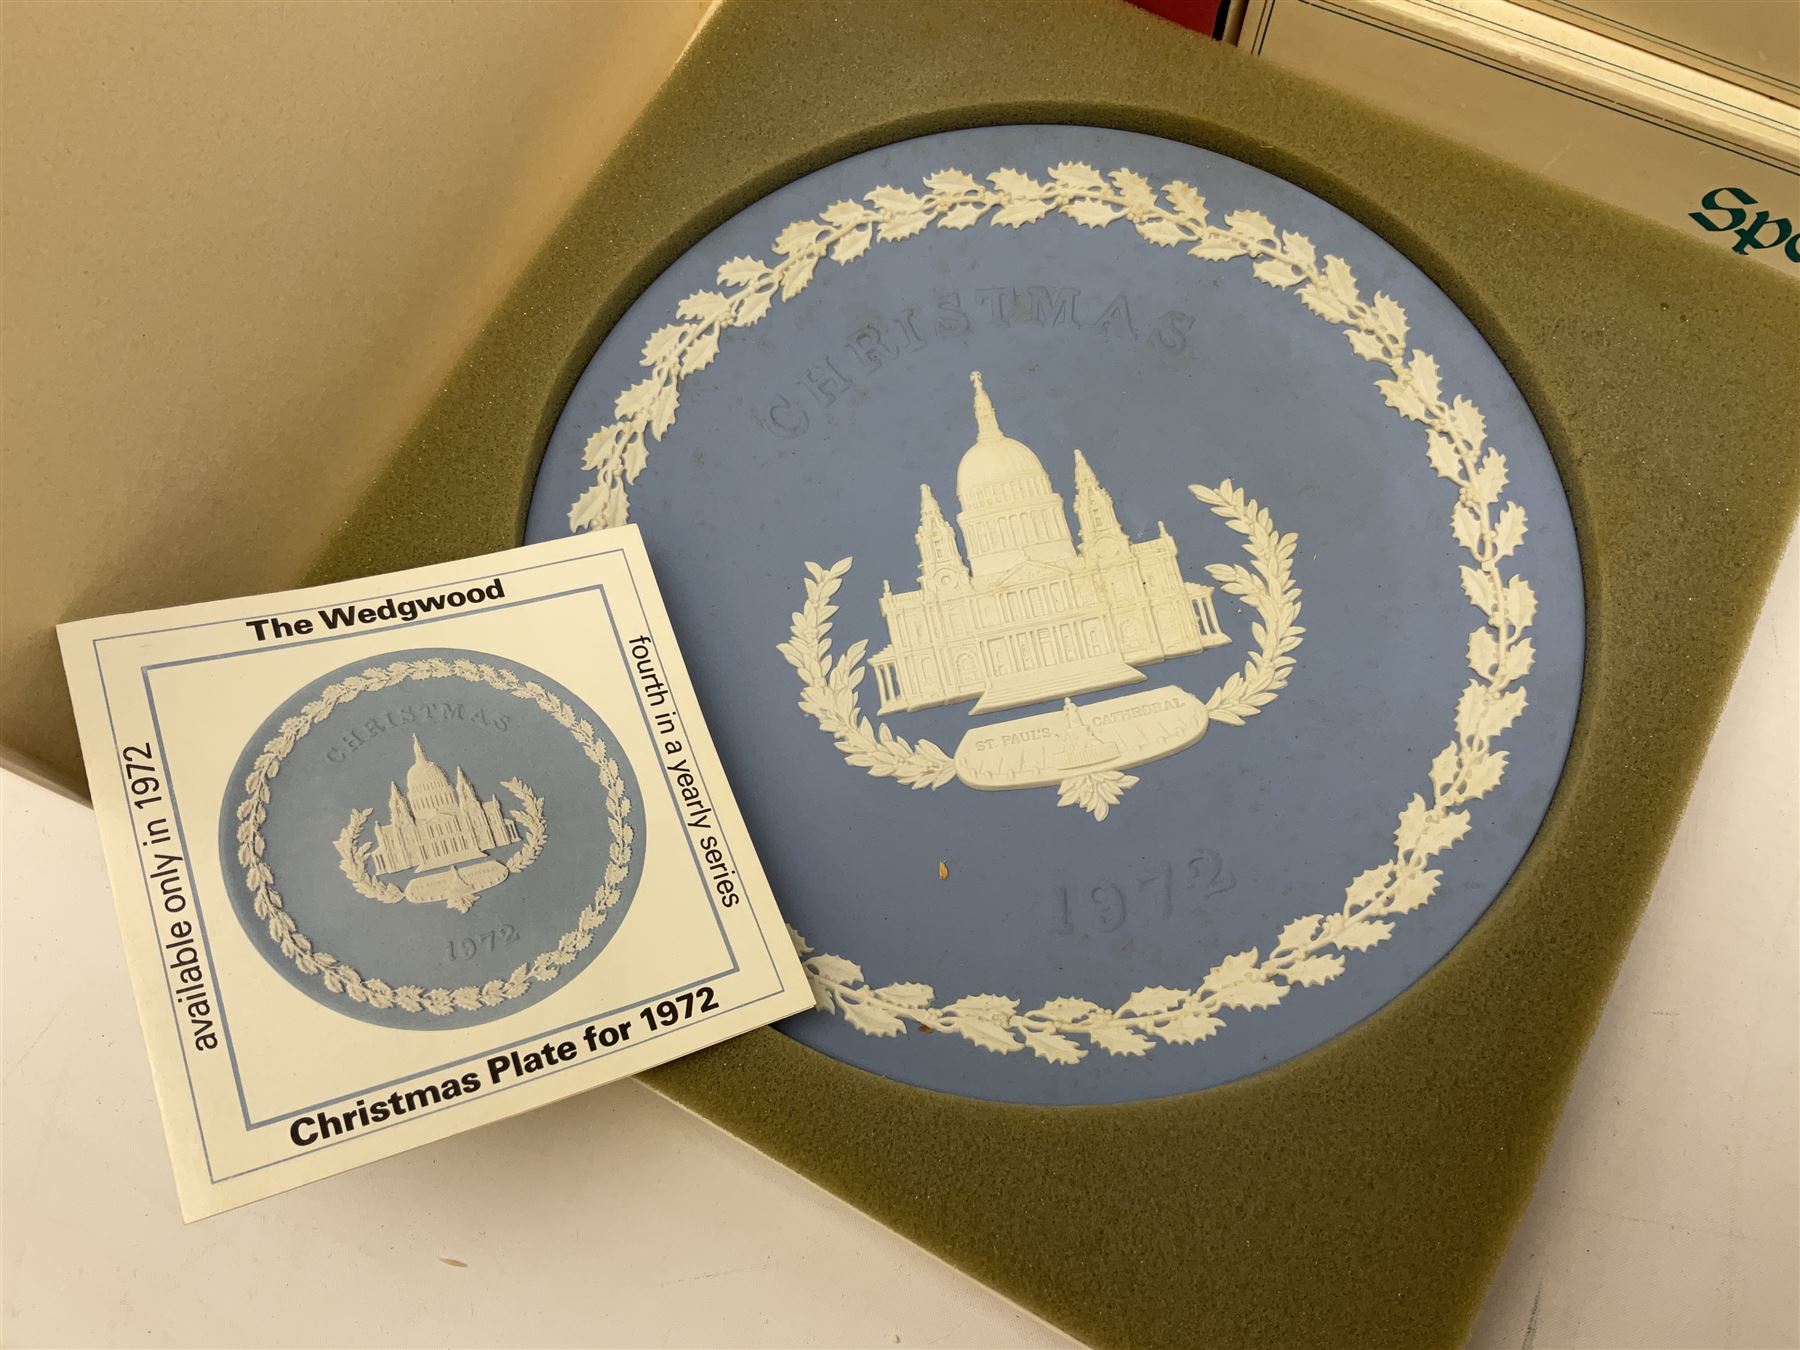 CHRISTMAS
ST. PAUL'S CATHEDRAL
1972
The Wedgwood
fourth in a yearly series
available only in 1972
CHRISTMAS
1972
Christmas Plate for 1972